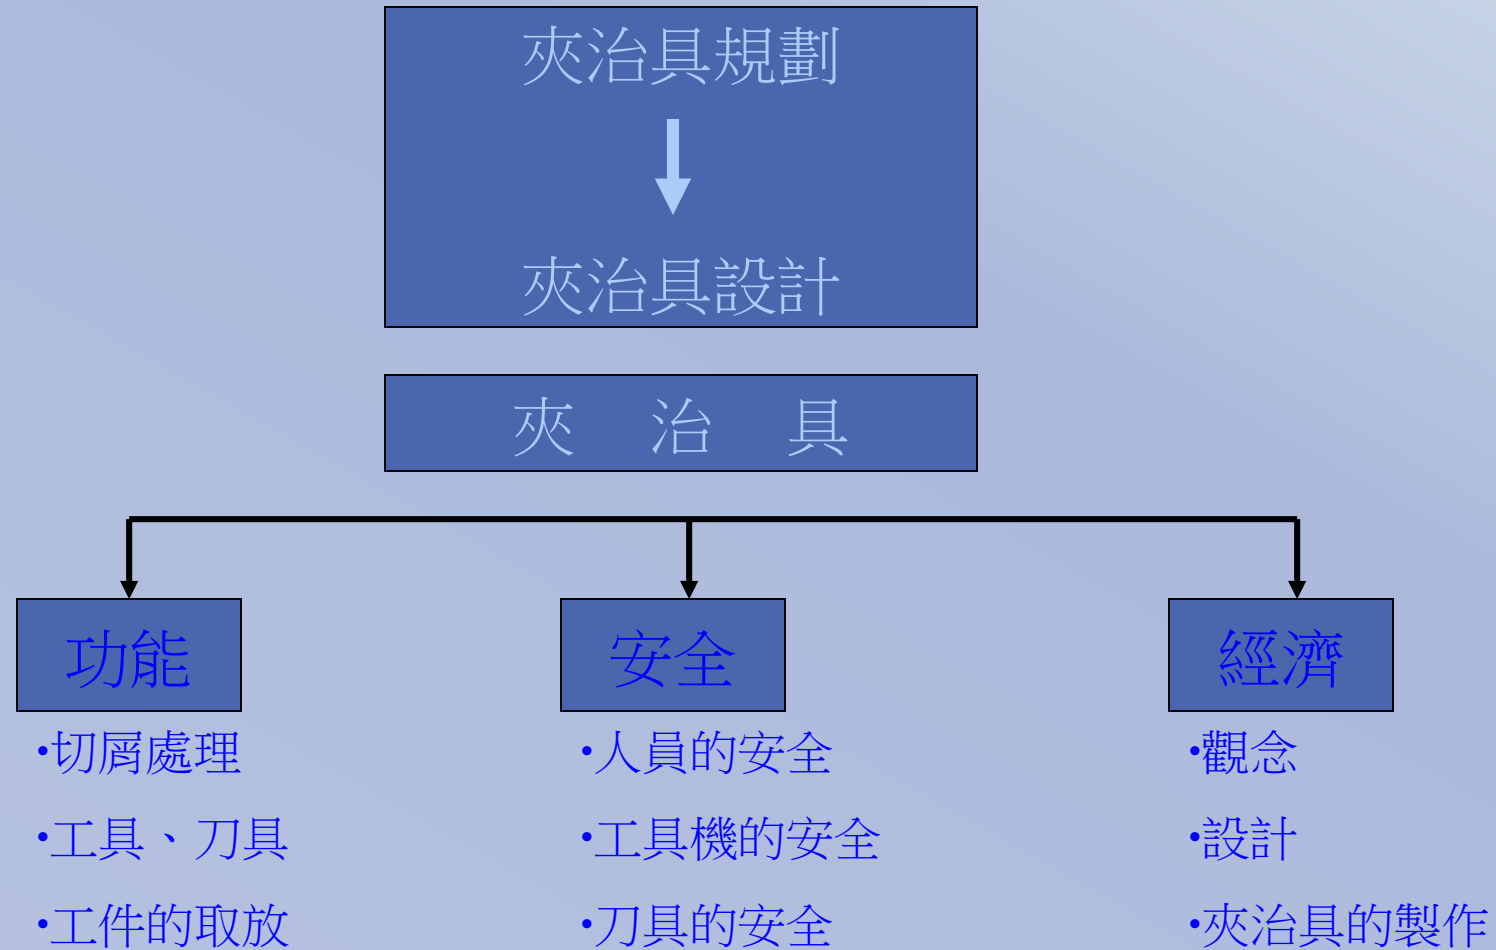 夾治具規劃
夾治具設計
夾 治 具
功能
•切屑處理
•工具、刀具
•工件的取放
安全
•人員的安全
•工具機的安全
•刀具的安全
經濟
•觀念
•設計
•夾治具的製作